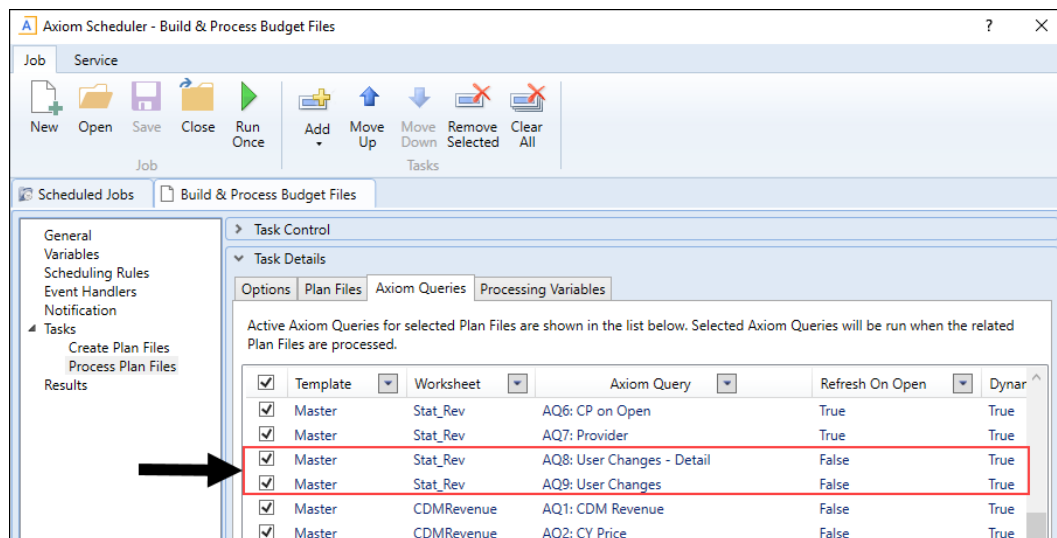 A Axiom Scheduler - Build & Process Budget Files ? X
Job Service
New Open Save Close Run Once Add Move Up Move Down Remove Selected Clear All
Job Tasks
Scheduled Jobs Build & Process Budget Files
General
Variables
Scheduling Rules
Event Handlers
Notification
Tasks
Create Plan Files
Process Plan Files
Results
Task Control
Task Details
Options Plan Files Axiom Queries Processing Variables
Active Axiom Queries for selected Plan Files are shown in the list below. Selected Axiom Queries will be run when the related
Plan Files are processed.
Template Worksheet Axiom Query Refresh On Open Dynar
Master Stat_Rev AQ6: CP on Open True True
Master Stat_Rev AQ7: Provider True True
Master Stat_Rev AQ8: User Changes - Detail False True
Master Stat_Rev AQ9: User Changes False True
Master CDMRevenue AQ1: CDM Revenue False True
Master CDMRevenue AQ2: CY Price False True